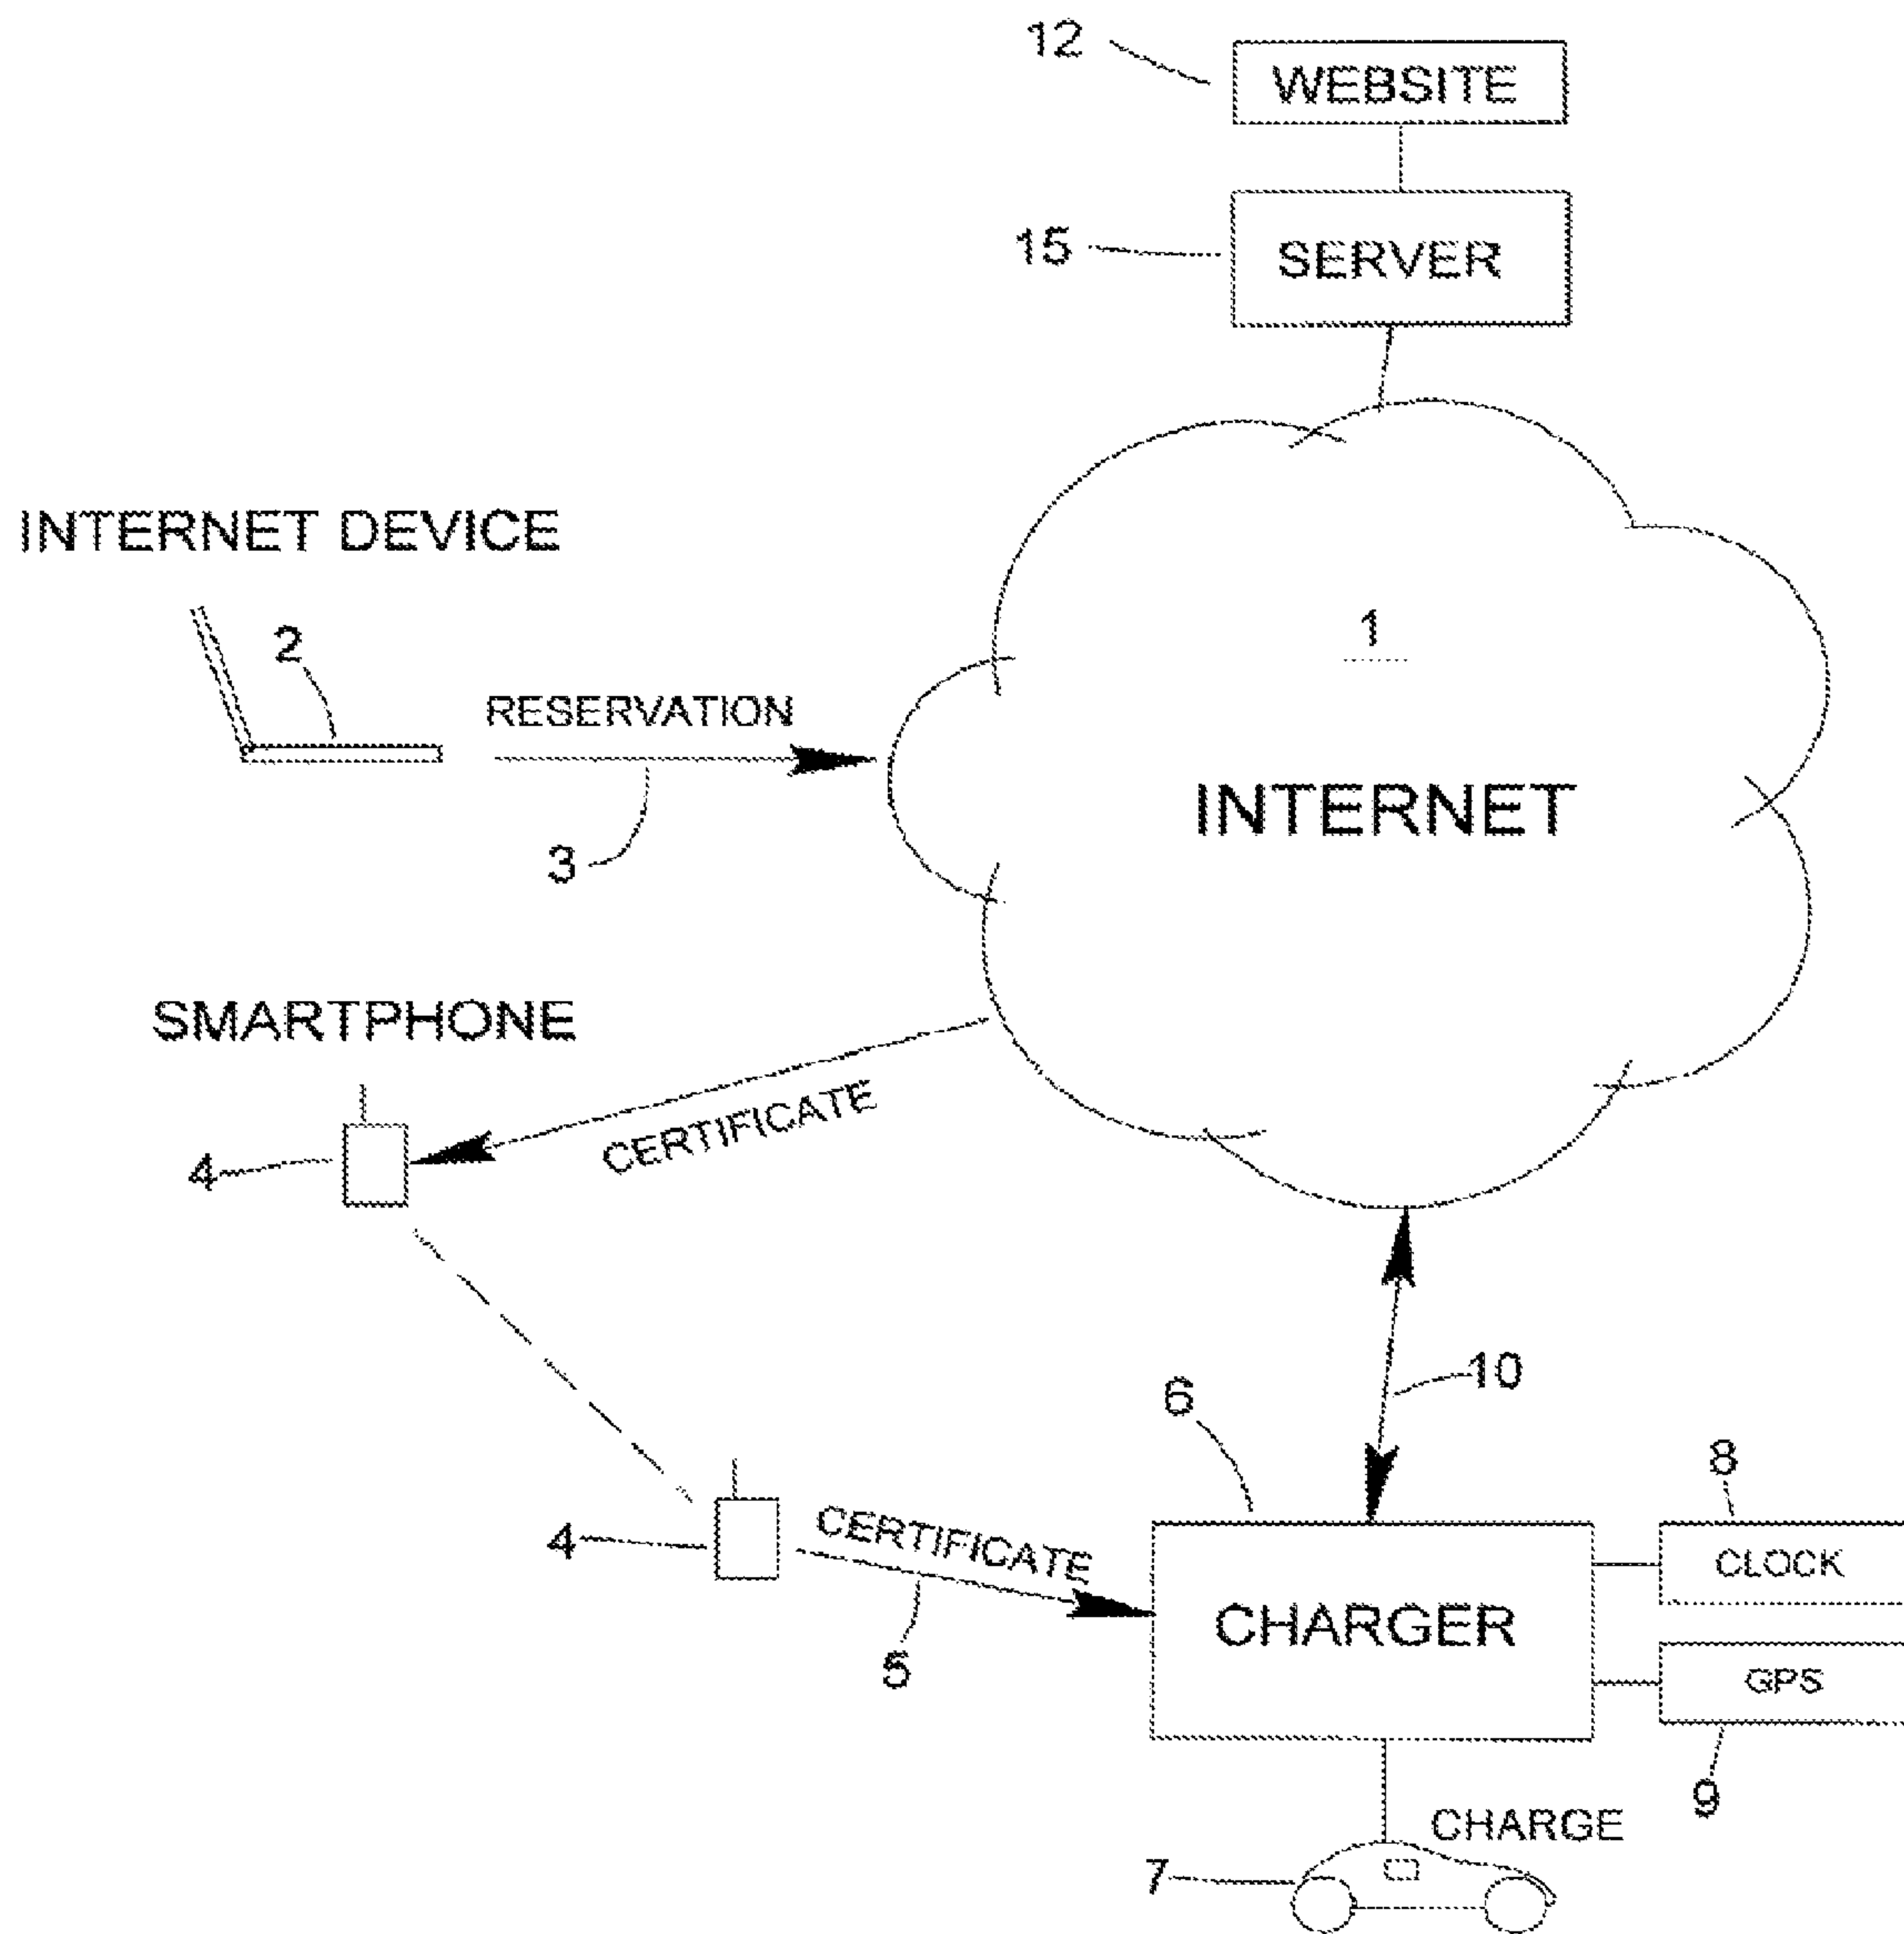 12
WEBSITE
15
SERVER
INTERNET DEVICE
2
1
RESERVATION
INTERNET
3
SMARTPHONE
CERTIFICATE
4
10
6
8
CERTIFICATE
4
CLOCK
CHARGER
5
GPS
9
CHARGE
7